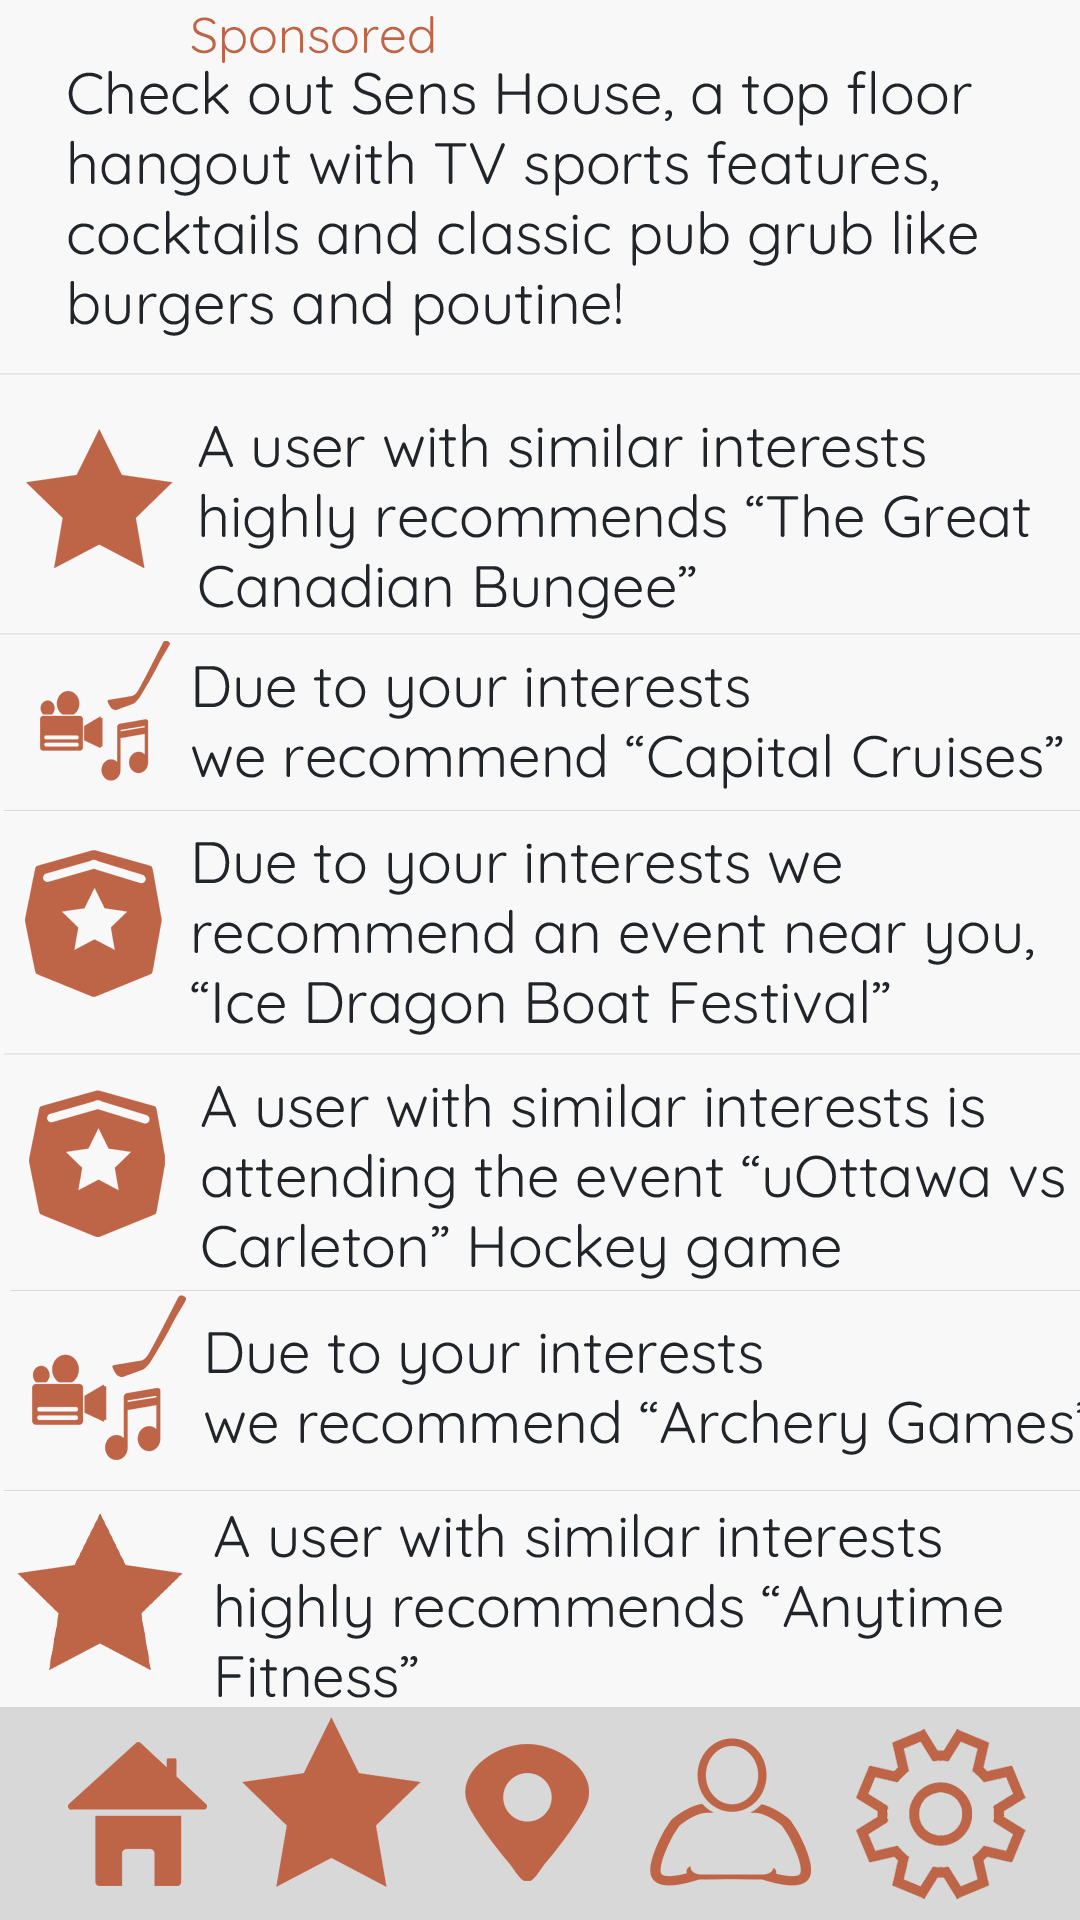 Sponsored
Check out Sens House, a top floor
hangout with TV sports features,
cocktails and classic pub grub like
burgers and poutine!
A user with similar interests
highly recommends “The Great
Canadian Bungee”
Due to your interests
we recommend “Capital Cruises”
Due to your interests we
recommend an event near you,
“Ice Dragon Boat Festival”
A user with similar interests is
attending the event “uOttawa vs
Carleton” Hockey game
Due to your interests
we recommend “Archery Games”
A user with similar interests
highly recommends “Anytime
Fitness”